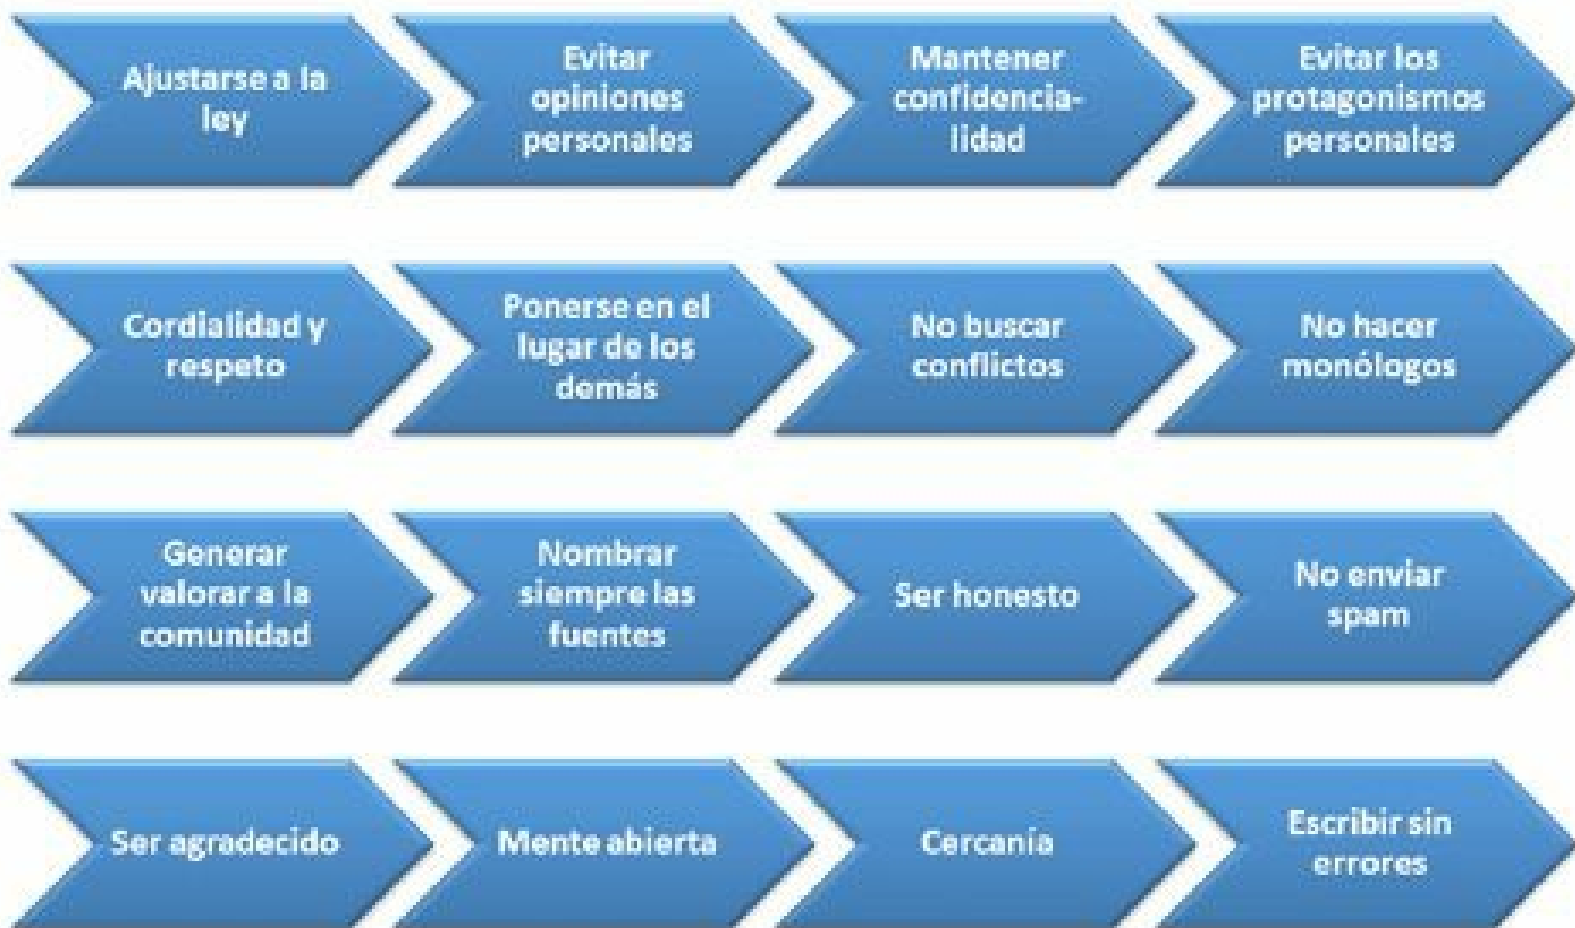 Ajustarse a la
ley
Evitar
opiniones
personales
Mantener
confidencia-
lidad
Evitar los
protagonismos
personales
Cordialidad y
respeto
Ponerse en el
lugar de los
demás
No buscar
conflictos
No hacer
monólogos
Generar
valorar a la
comunidad
Nombrar
siempre las
fuentes
Ser honesto
No enviar
spam
Ser agradecido
Mente abierta
Cercanía
Escribir sin
errores